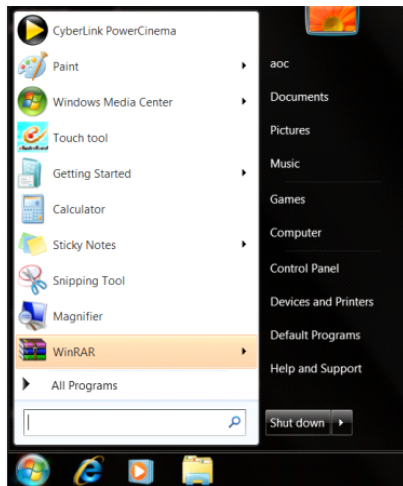 CyberLink PowerCinema
Paint
Windows Media Center
Touch tool
Getting Started
Calculator
Sticky Notes
Snipping Tool
Magnifier
WinRAR
All Programs
aoc
Documents
Pictures
Music
Games
Computer
Control Panel
Devices and Printers
Default Programs
Help and Support
Shut down